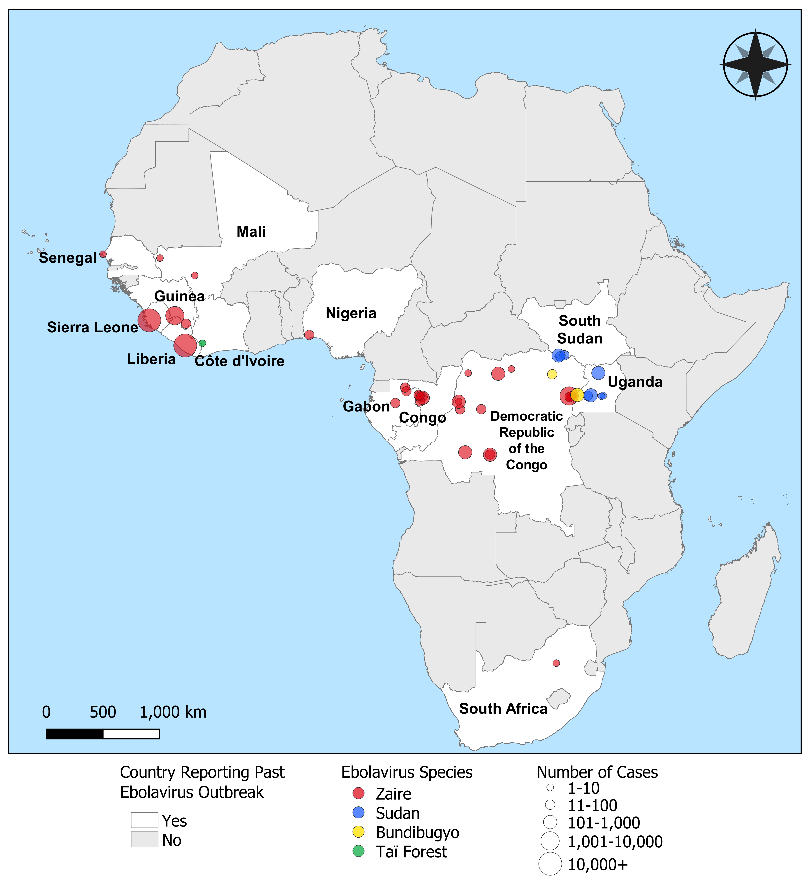 Mali
Senegal
Guinea
Nigeria
Sierra Leone
South
Sudan
Liberia
Côte d'Ivoire
Uganda
Gabon
Congo
Democratic
Republic
of the
Congo
South Africa
0 500 1,000 km
Country Reporting Past
Ebolavirus Outbreak
Yes
No
Ebolavirus Species
Zaire
Sudan
Bundibugyo
Taï Forest
Number of Cases
1-10
11-100
101-1,000
1,001-10,000
10,000+